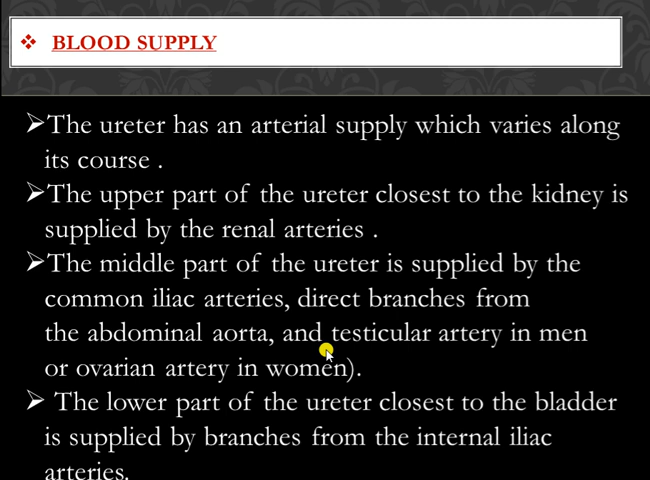 ❖ BLOOD SUPPLY
➢The ureter has an arterial supply which varies along
its course .
➢The upper part of the ureter closest to the kidney is
supplied by the renal arteries .
➢The middle part of the ureter is supplied by the
common iliac arteries, direct branches from
the abdominal aorta, and testicular artery in men
or ovarian artery in women).
➢ The lower part of the ureter closest to the bladder
is supplied by branches from the internal iliac
arteries.